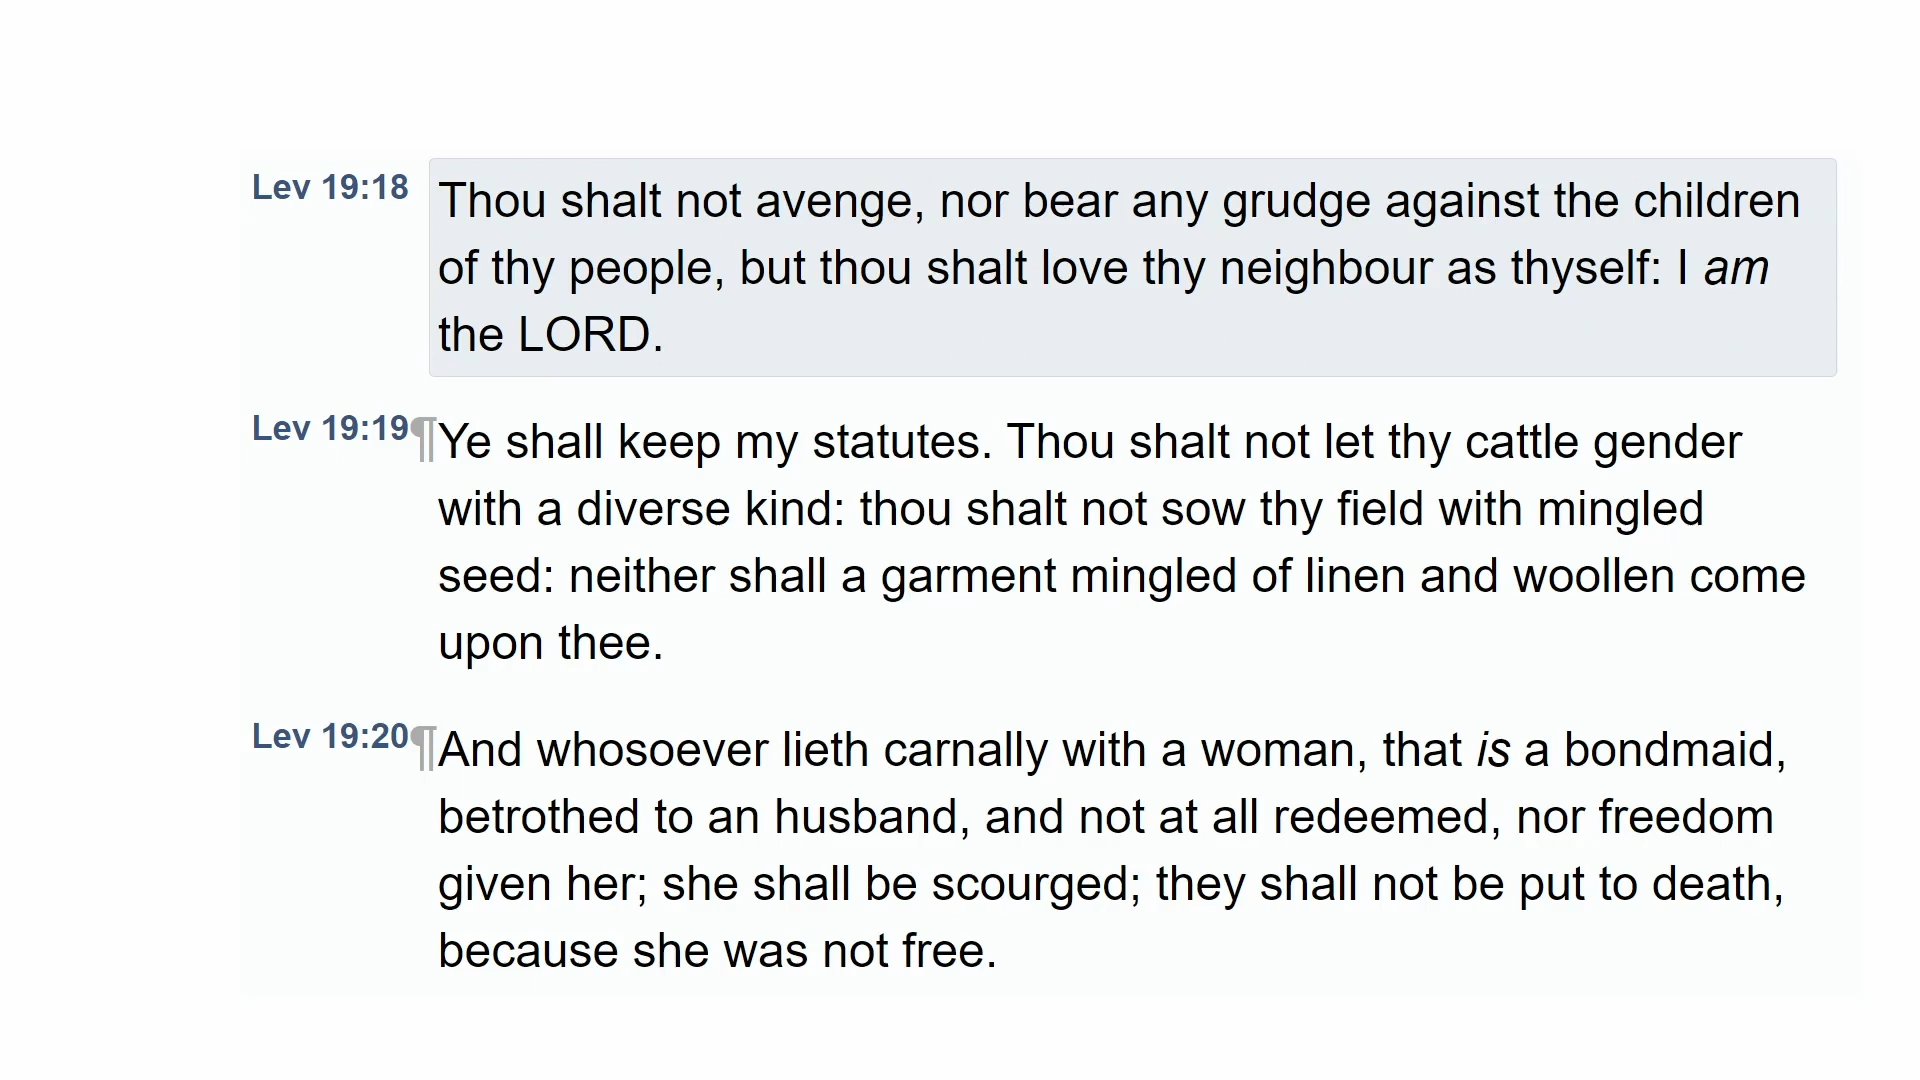 Lev 19:18 Thou shalt not avenge, nor bear any grudge against the children
of thy people, but thou shalt love thy neighbour as thyself: I am
the LORD.
Lev 19:19 ¶Ye shall keep my statutes. Thou shalt not let thy cattle gender
with a diverse kind: thou shalt not sow thy field with mingled
seed: neither shall a garment mingled of linen and woollen come
upon thee.
Lev 19:20 ¶And whosoever lieth carnally with a woman, that is a bondmaid,
betrothed to an husband, and not at all redeemed, nor freedom
given her; she shall be scourged; they shall not be put to death,
because she was not free.